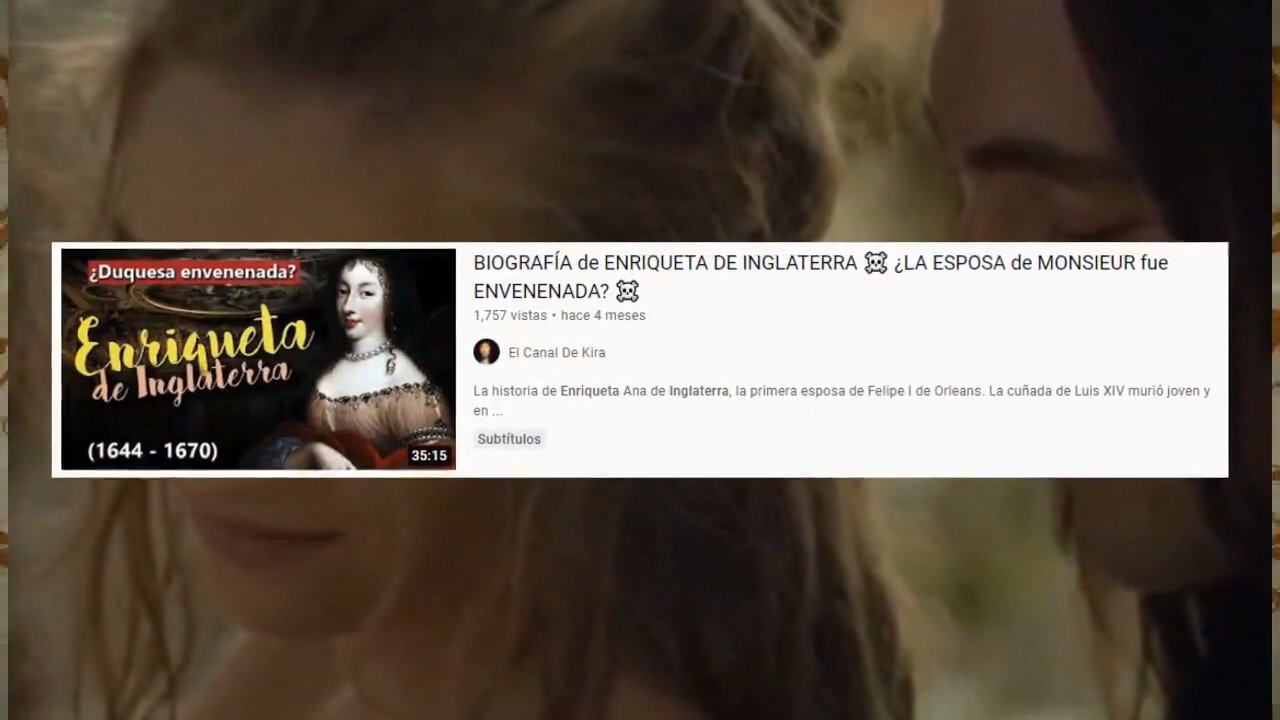 ¿Duquesa envenenada?
Enriqueta
de Inglaterra
(1644 - 1670)
35:15
BIOGRAFÍA de ENRIQUETA DE INGLATERRA ☠️ ¿LA ESPOSA de MONSIEUR fue
ENVENENADA? ☠️
1,757 vistas • hace 4 meses
El Canal De Kira
La historia de Enriqueta Ana de Inglaterra, la primera esposa de Felipe I de Orleans. La cuñada de Luis XIV murió joven y
en ...
Subtítulos